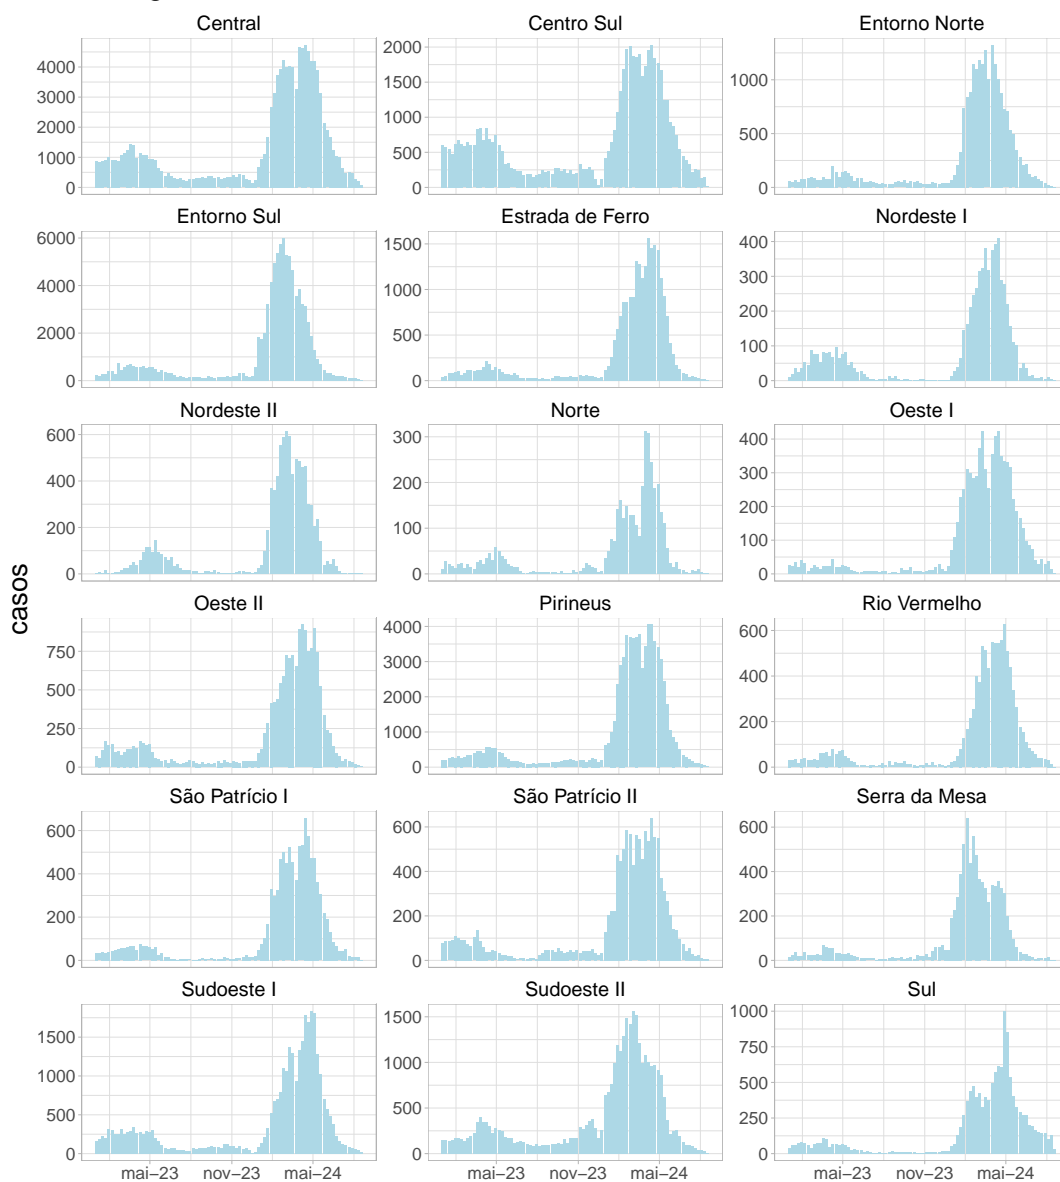 Central Centro Sul Entorno Norte
4000 3000 2000 1000 0
2000 1500 1000 500 0
1000 500 0
Entorno Sul Estrada de Ferro Nordeste I
6000 4000 2000 0
1500 1000 500 0
400 300 200 100 0
Nordeste II Norte Oeste I
600 400 200 0
300 200 100 0
400 300 200 100 0
casos
Oeste II Pirineus Rio Vermelho
750 500 250 0
4000 3000 2000 1000 0
600 400 200 0
São Patrício I São Patrício II Serra da Mesa
600 400 200 0
600 400 200 0
600 400 200 0
Sudoeste I Sudoeste II Sul
1500 1000 500 0
1500 1000 500 0
1000 750 500 250 0
mai–23 nov–23 mai–24 mai–23 nov–23 mai–24 mai–23 nov–23 mai–24